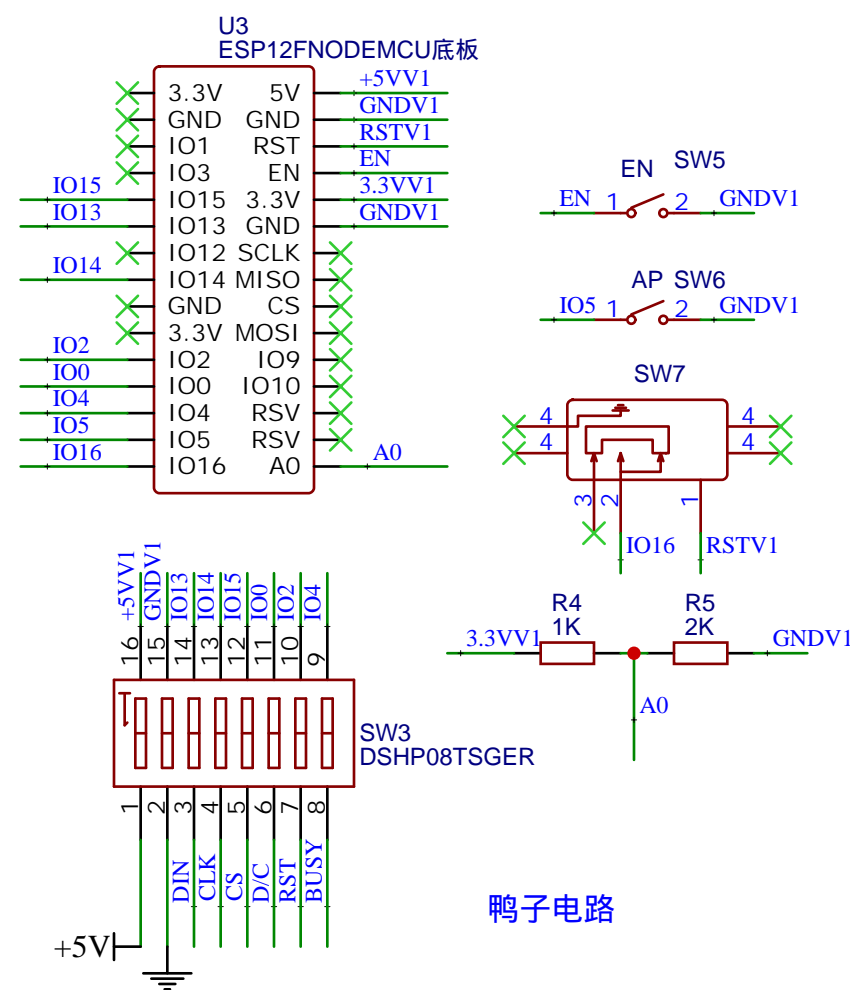 U3
ESP12FNODEMCU底板
3.3V 5V +5VV1
GND GND GNDV1
IO1 RST RSTV1
IO3 EN EN
IO15 IO15 3.3V 3.3VV1
IO13 IO13 GND GNDV1
IO12 SCLK
IO14 IO14 MISO
GND CS
3.3V MOSI
IO2 IO2 IO9
IO0 IO0 IO10
IO4 IO4 RSV
IO5 IO5 RSV
IO16 IO16 A0 A0
EN SW5
EN 1 2 GNDV1
AP SW6
IO5 1 2 GNDV1
SW7
4 4
4 4
3 2 1
IO16 RSTV1
+5VV1 GNDV1 IO13 IO14 IO15 IO0 IO2 IO4
16 15 14 13 12 11 10 9
SW3
DSHP08TSGER
1 2 3 4 5 6 7 8
DIN CLK CS D/C RST BUSY
+5V
R4 R5
1K 2K
3.3VV1 GNDV1
A0
鸭子电路